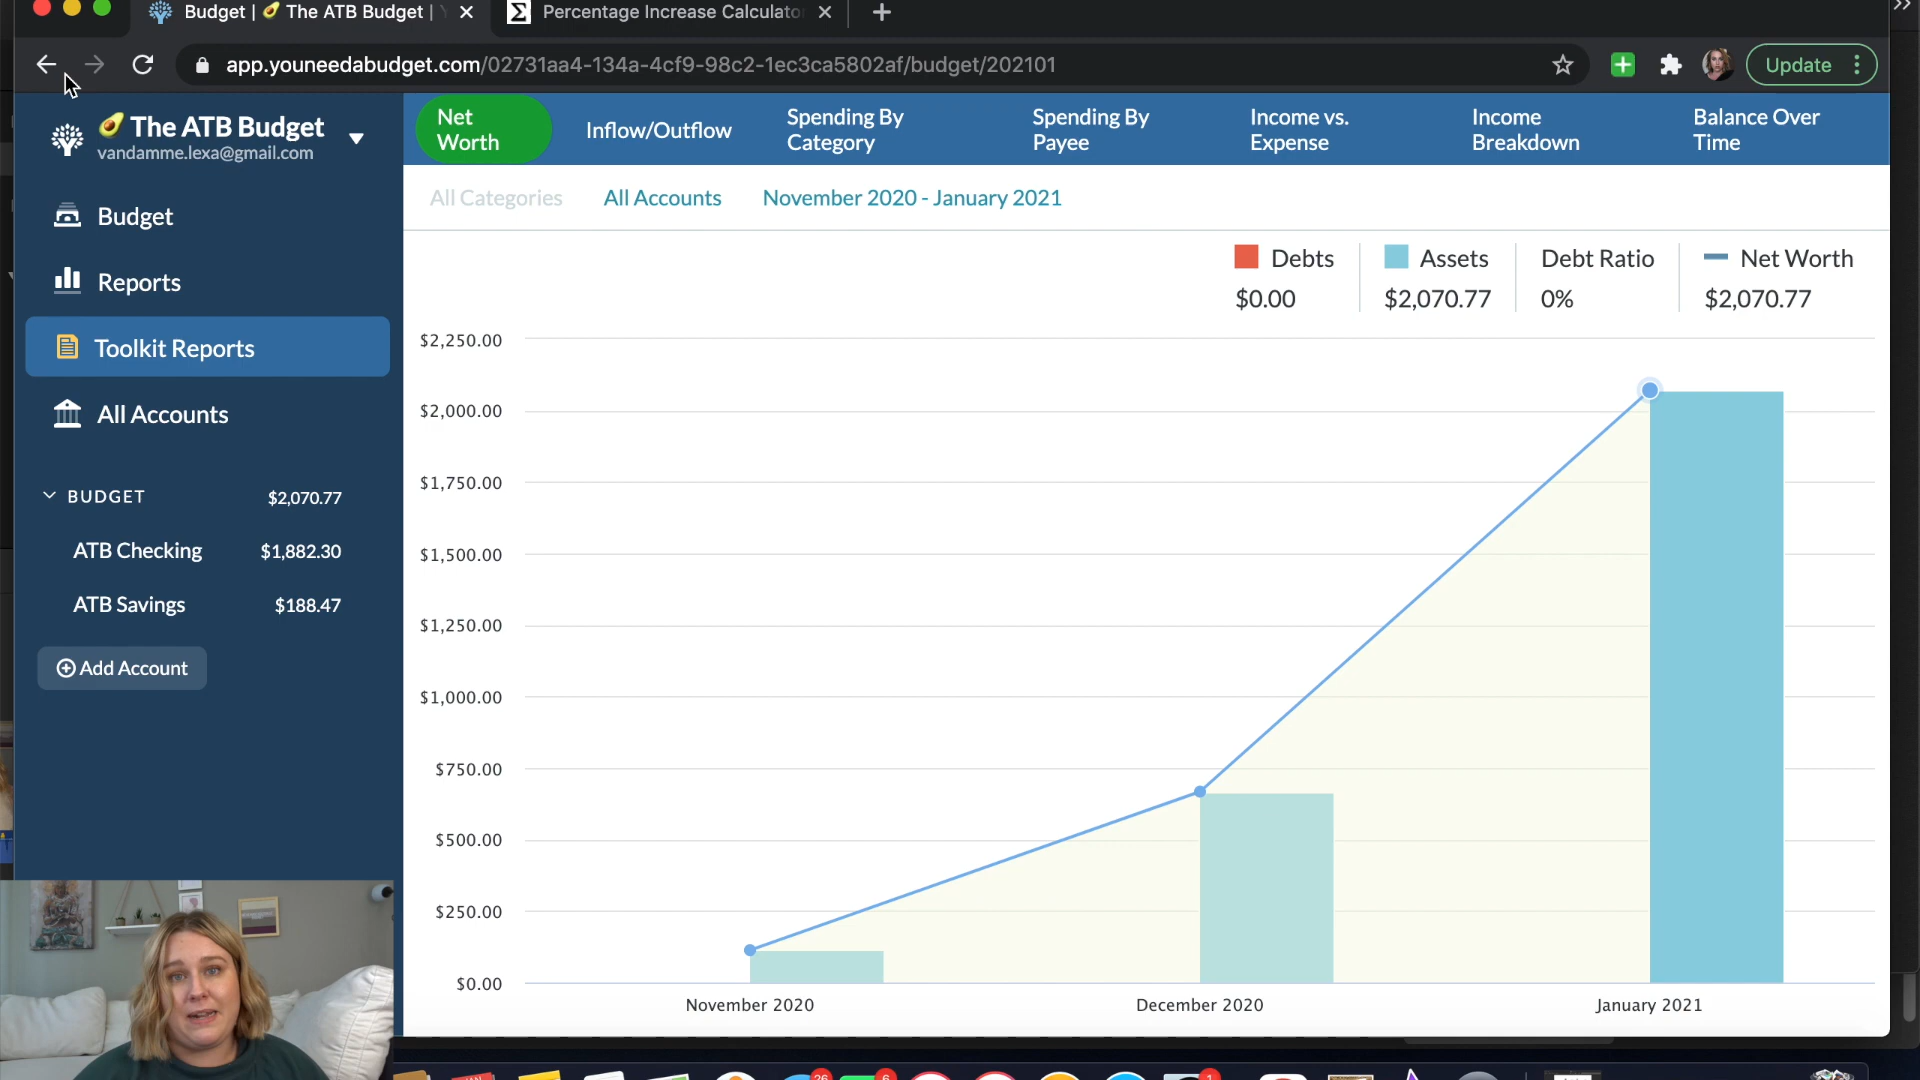 Budget | 🥑 The ATB Budget |
Percentage Increase Calculato
app.youneedabudget.com/02731aa4-134a-4cf9-98c2-1ec3ca5802af/budget/202101
Update
The ATB Budget
vandamme.lexa@gmail.com
Budget
Reports
Toolkit Reports
All Accounts
BUDGET $2,070.77
ATB Checking $1,882.30
ATB Savings $188.47
Add Account
Net Worth
Inflow/Outflow
Spending By Category
Spending By Payee
Income vs. Expense
Income Breakdown
Balance Over Time
All Categories All Accounts November 2020 - January 2021
Debts
$0.00
Assets
$2,070.77
Debt Ratio
0%
Net Worth
$2,070.77
$2,250.00
$2,000.00
$1,750.00
$1,500.00
$1,250.00
$1,000.00
$750.00
$500.00
$250.00
$0.00
November 2020 December 2020 January 2021
26
6
1